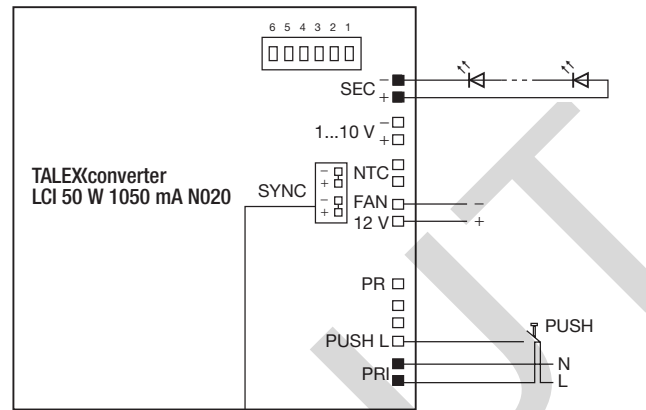 6 5 4 3 2 1
SEC - +
1...10 V - +
NTC
TALEXXconverter
LCI 50 W 1050 mA N020
SYNC - + - +
FAN -
12 V +
PR
PUSH L
PUSH
PRI
N
L